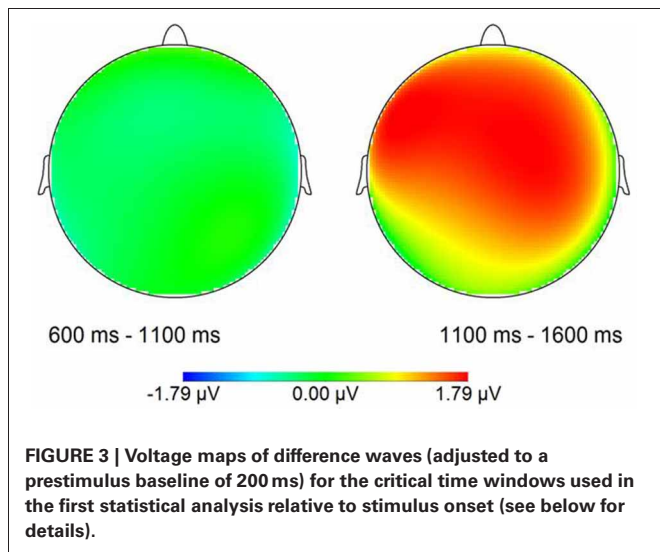 600 ms - 1100 ms
1100 ms - 1600 ms
-1.79 µV
0.00 µV
1.79 µV
FIGURE 3 | Voltage maps of difference waves (adjusted to a
prestimulus baseline of 200 ms) for the critical time windows used in
the first statistical analysis relative to stimulus onset (see below for
details).